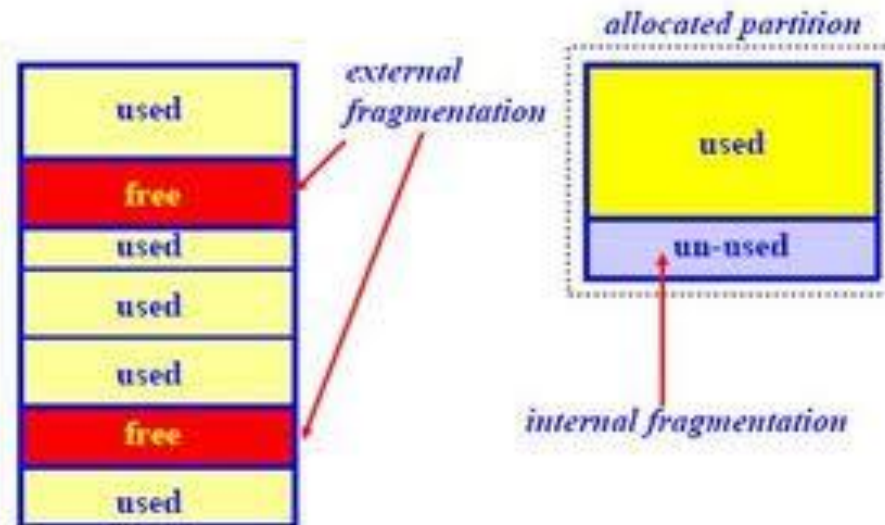 allocated partition
external
fragmentation
used
free
used
used
used
free
used
used
un-used
internal fragmentation